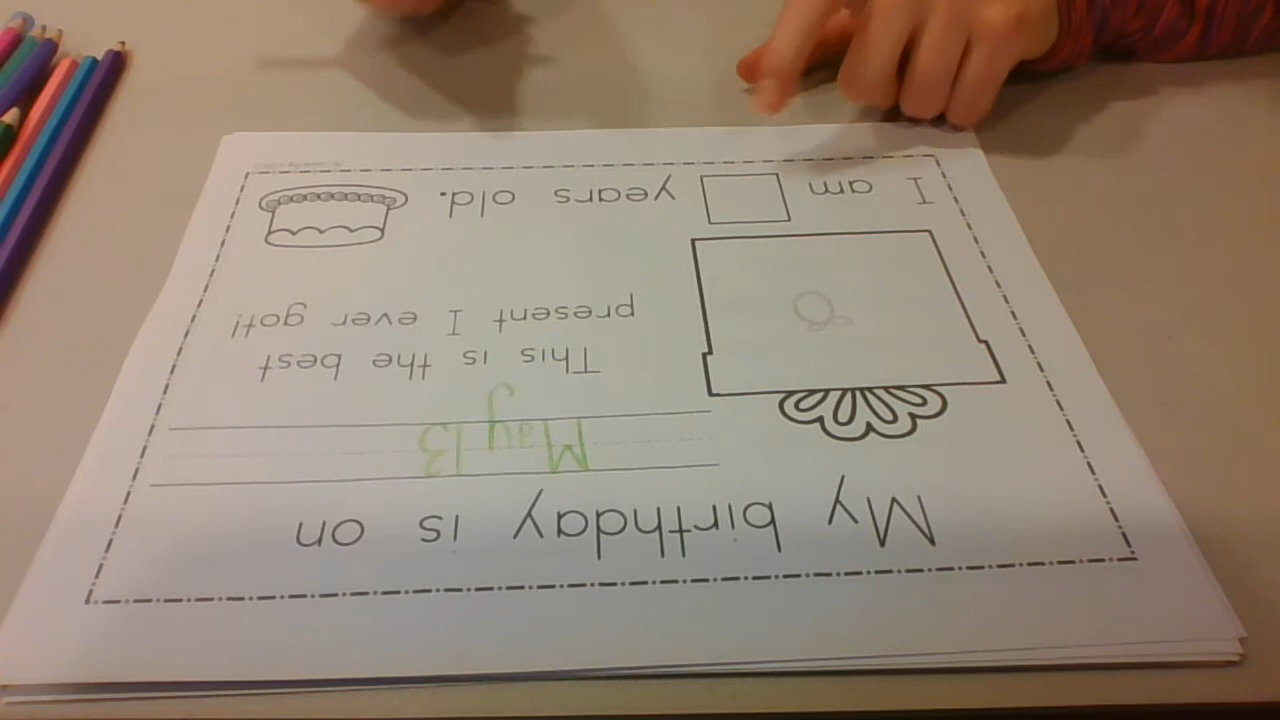 My birthday is on
May 13
This is the best
present I ever got!
I am
years old.